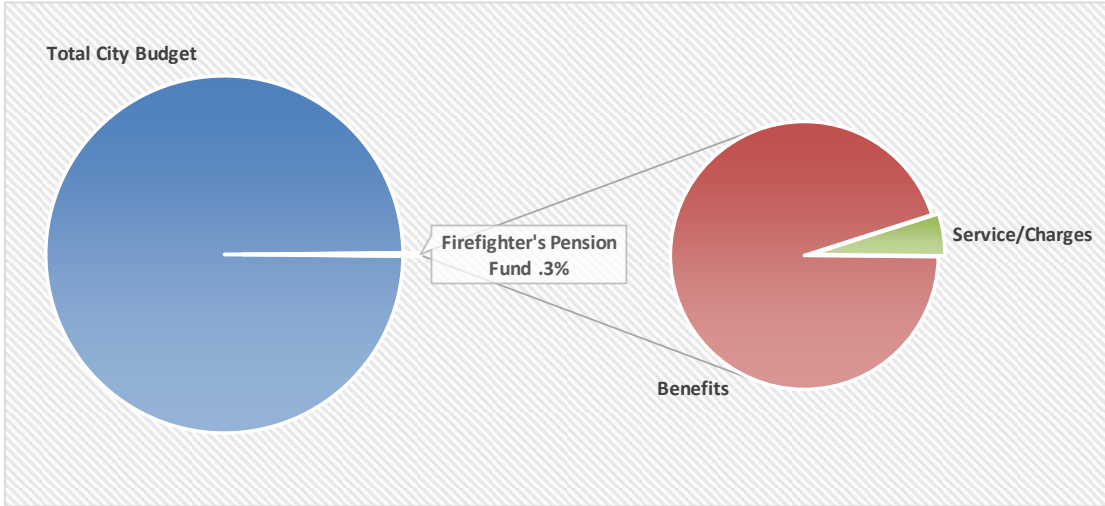 Total City Budget
Firefighter's Pension
Fund .3%
Service/Charges
Benefits